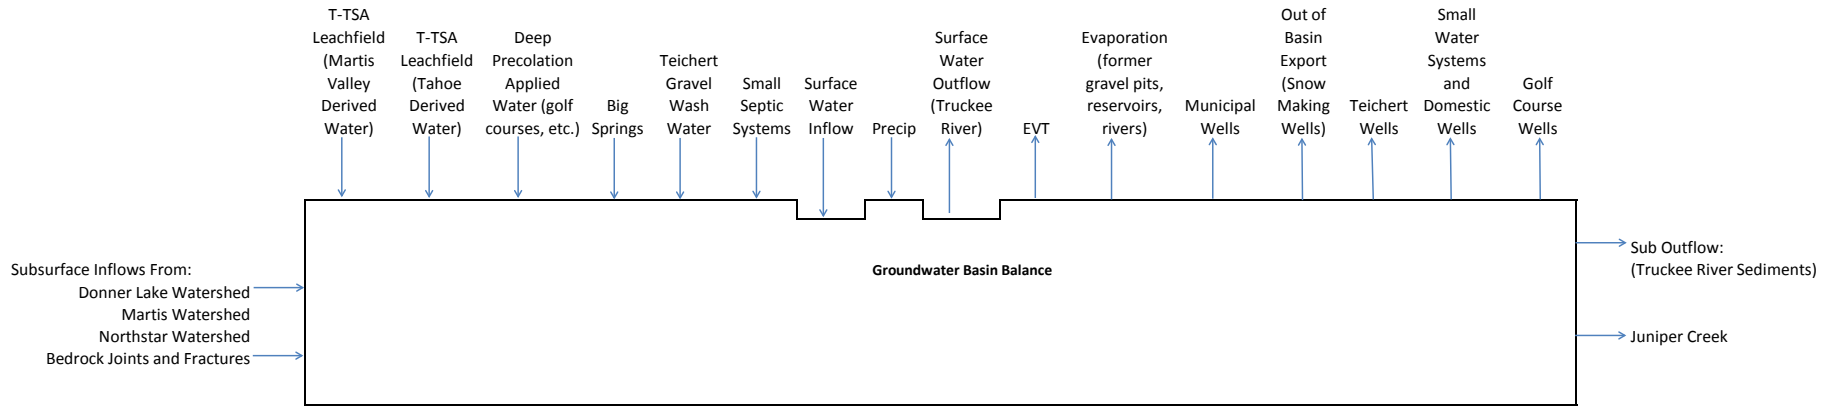 T-TSA
Leachfield
(Martis
Valley
Derived
Water)
T-TSA
Leachfield
(Tahoe
Derived
Water)
Deep
Precolation
Applied
Water (golf
courses, etc.)
Big
Springs
Teichert
Gravel
Wash
Water
Small
Septic
Systems
Surface
Water
Inflow
Precip
Surface
Water
Outflow
(Truckee
River)
EVT
Evaporation
(former
gravel pits,
reservoirs,
rivers)
Municipal
Wells
Out of
Basin
Export
(Snow
Making
Wells)
Teichert
Wells
Small
Water
Systems
and
Domestic
Wells
Golf
Course
Wells
Subsurface Inflows From:
Donner Lake Watershed
Martis Watershed
Northstar Watershed
Bedrock Joints and Fractures
Groundwater Basin Balance
Sub Outflow:
(Truckee River Sediments)
Juniper Creek